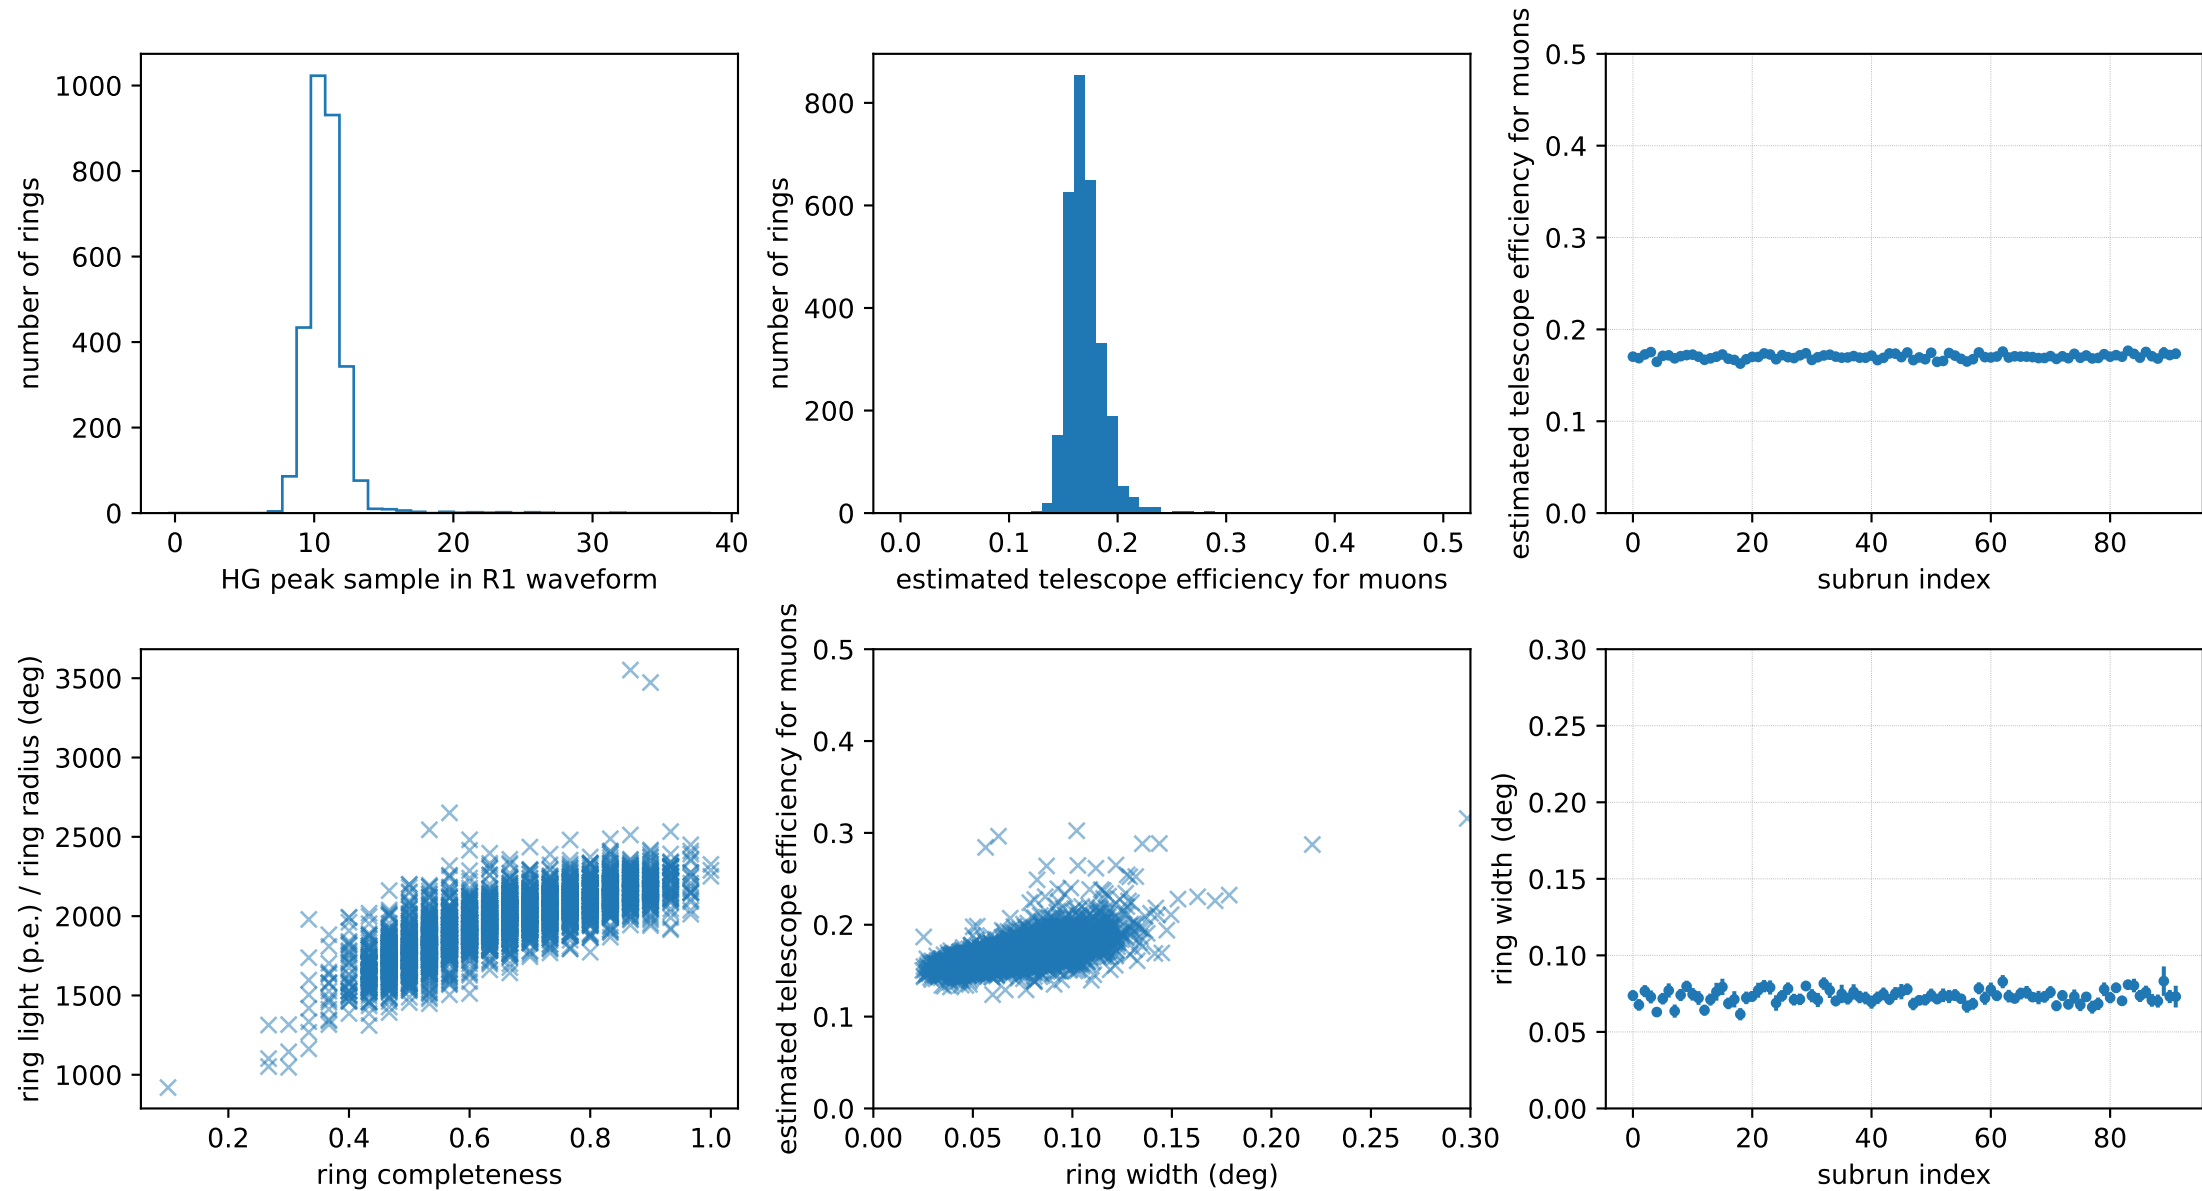 number of rings
1000
800
600
400
200
0
0 10 20 30 40
HG peak sample in R1 waveform
number of rings
800
600
400
200
0
0.0 0.1 0.2 0.3 0.4 0.5
estimated telescope efficiency for muons
estimated telescope efficiency for muons
0.5
0.4
0.3
0.2
0.1
0.0
0 20 40 60 80
subrun index
ring light (p.e.) / ring radius (deg)
3500
3000
2500
2000
1500
1000
0.2 0.4 0.6 0.8 1.0
ring completeness
estimated telescope efficiency for muons
0.5
0.4
0.3
0.2
0.1
0.0
0.00 0.05 0.10 0.15 0.20 0.25 0.30
ring width (deg)
ring width (deg)
0.30
0.25
0.20
0.15
0.10
0.05
0.00
0 20 40 60 80
subrun index